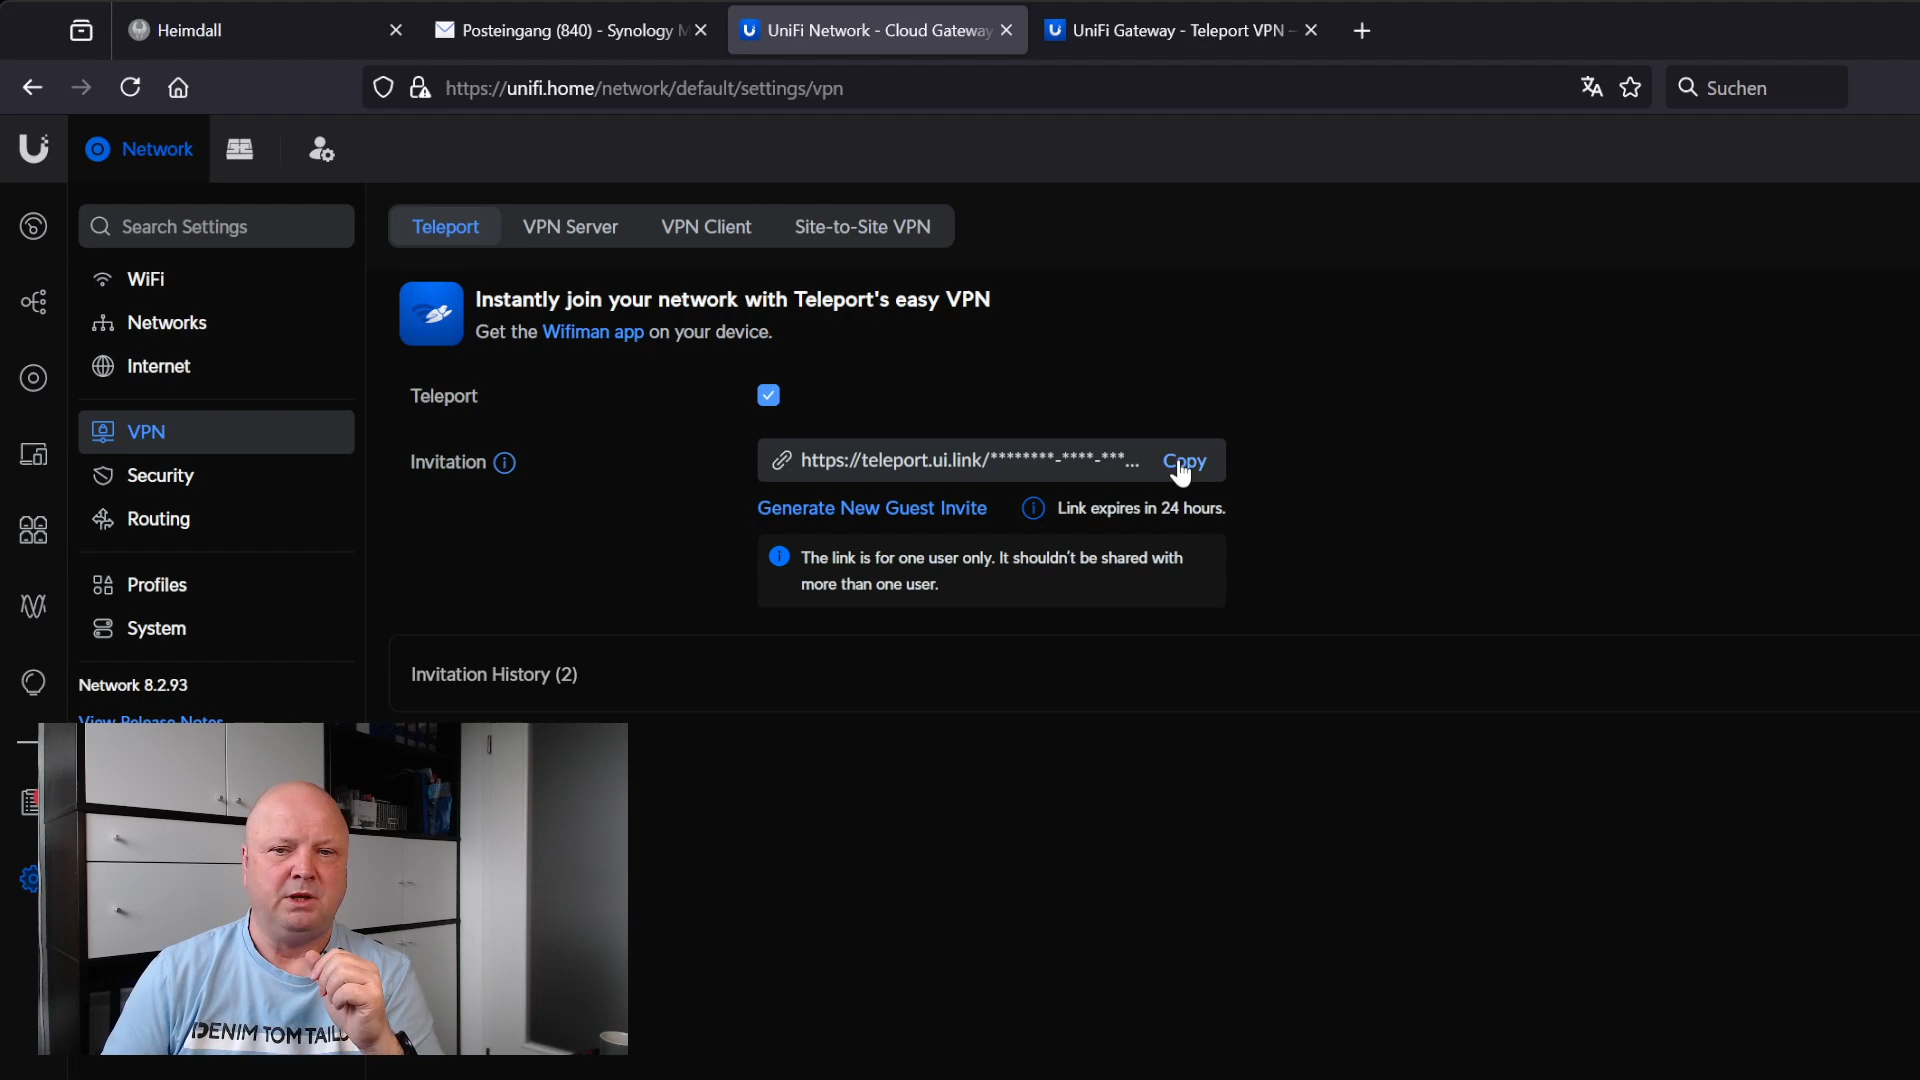 Heimdall
Posteingang (840) - Synology M
UniFi Network - Cloud Gateway
UniFi Gateway - Teleport VPN -
https://unifi.home/network/default/settings/vpn
Suchen
Network
Search Settings
WiFi
Networks
Internet
VPN
Security
Routing
Profiles
System
Network 8.2.93
View Release Notes
Teleport
VPN Server
VPN Client
Site-to-Site VPN
Instantly join your network with Teleport's easy VPN
Get the Wifiman app on your device.
Teleport
Invitation
https://teleport.ui.link/********-****-***...
Copy
Generate New Guest Invite
Link expires in 24 hours.
The link is for one user only. It shouldn't be shared with
more than one user.
Invitation History (2)
DENIM TOM TAIL